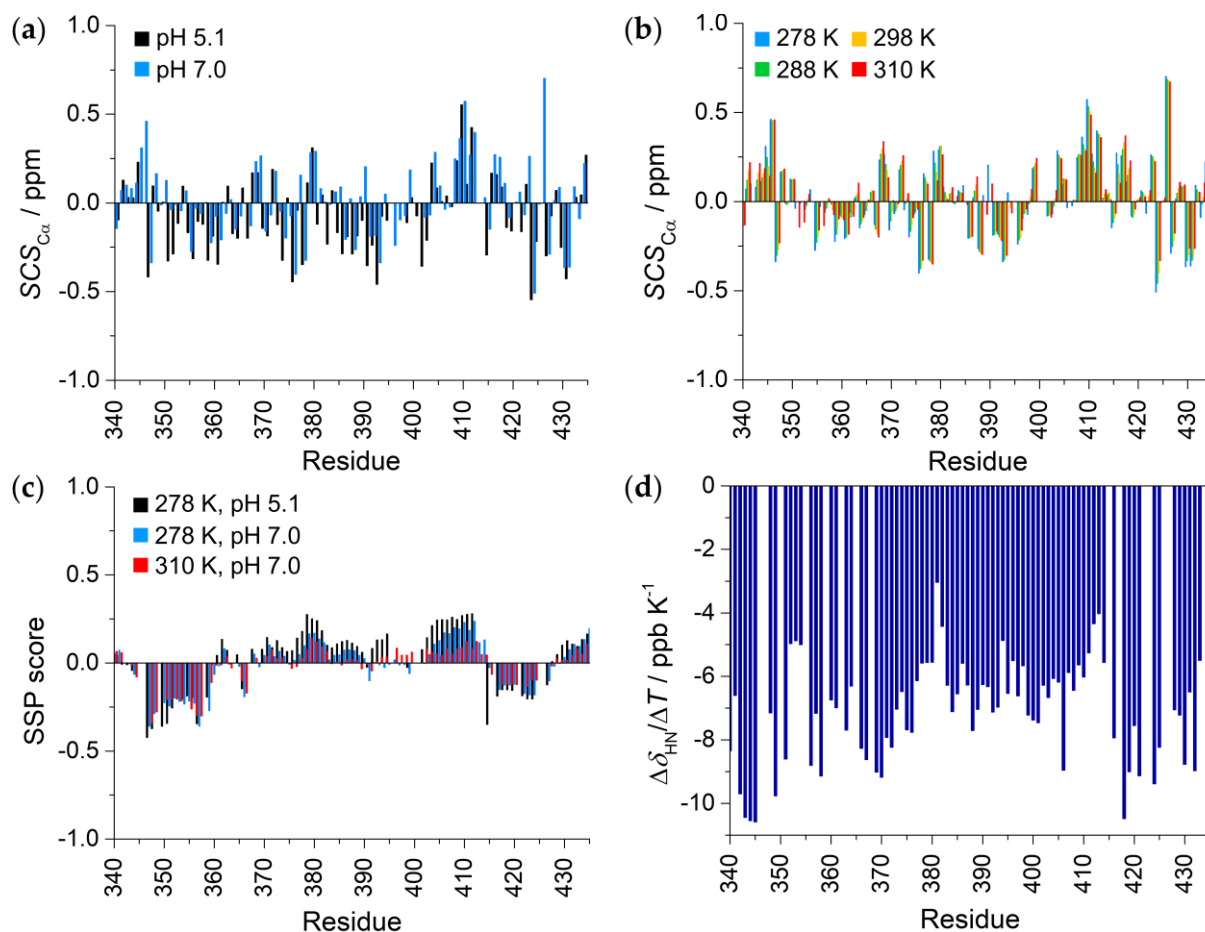 (a)
pH 5.1
pH 7.0
1.0
0.5
0.0
-0.5
-1.0
SCS_Cα / ppm
340 350 360 370 380 390 400 410 420 430
Residue
(b)
278 K 298 K
288 K 310 K
1.0
0.5
0.0
-0.5
-1.0
SCS_Cα / ppm
340 350 360 370 380 390 400 410 420 430
Residue
(c)
278 K, pH 5.1
278 K, pH 7.0
310 K, pH 7.0
1.0
0.5
0.0
-0.5
-1.0
SSP score
340 350 360 370 380 390 400 410 420 430
Residue
(d)
0
-2
-4
-6
-8
-10
Δδ_HN/ΔT / ppb K⁻¹
340 350 360 370 380 390 400 410 420 430
Residue